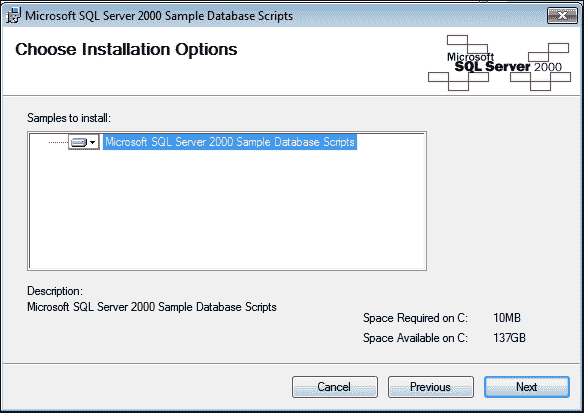 Microsoft SQL Server 2000 Sample Database Scripts
Choose Installation Options
Microsoft
SQL Server 2000
Samples to install:
Microsoft SQL Server 2000 Sample Database Scripts
Description:
Microsoft SQL Server 2000 Sample Database Scripts
Space Required on C: 10MB
Space Available on C: 137GB
Cancel Previous Next